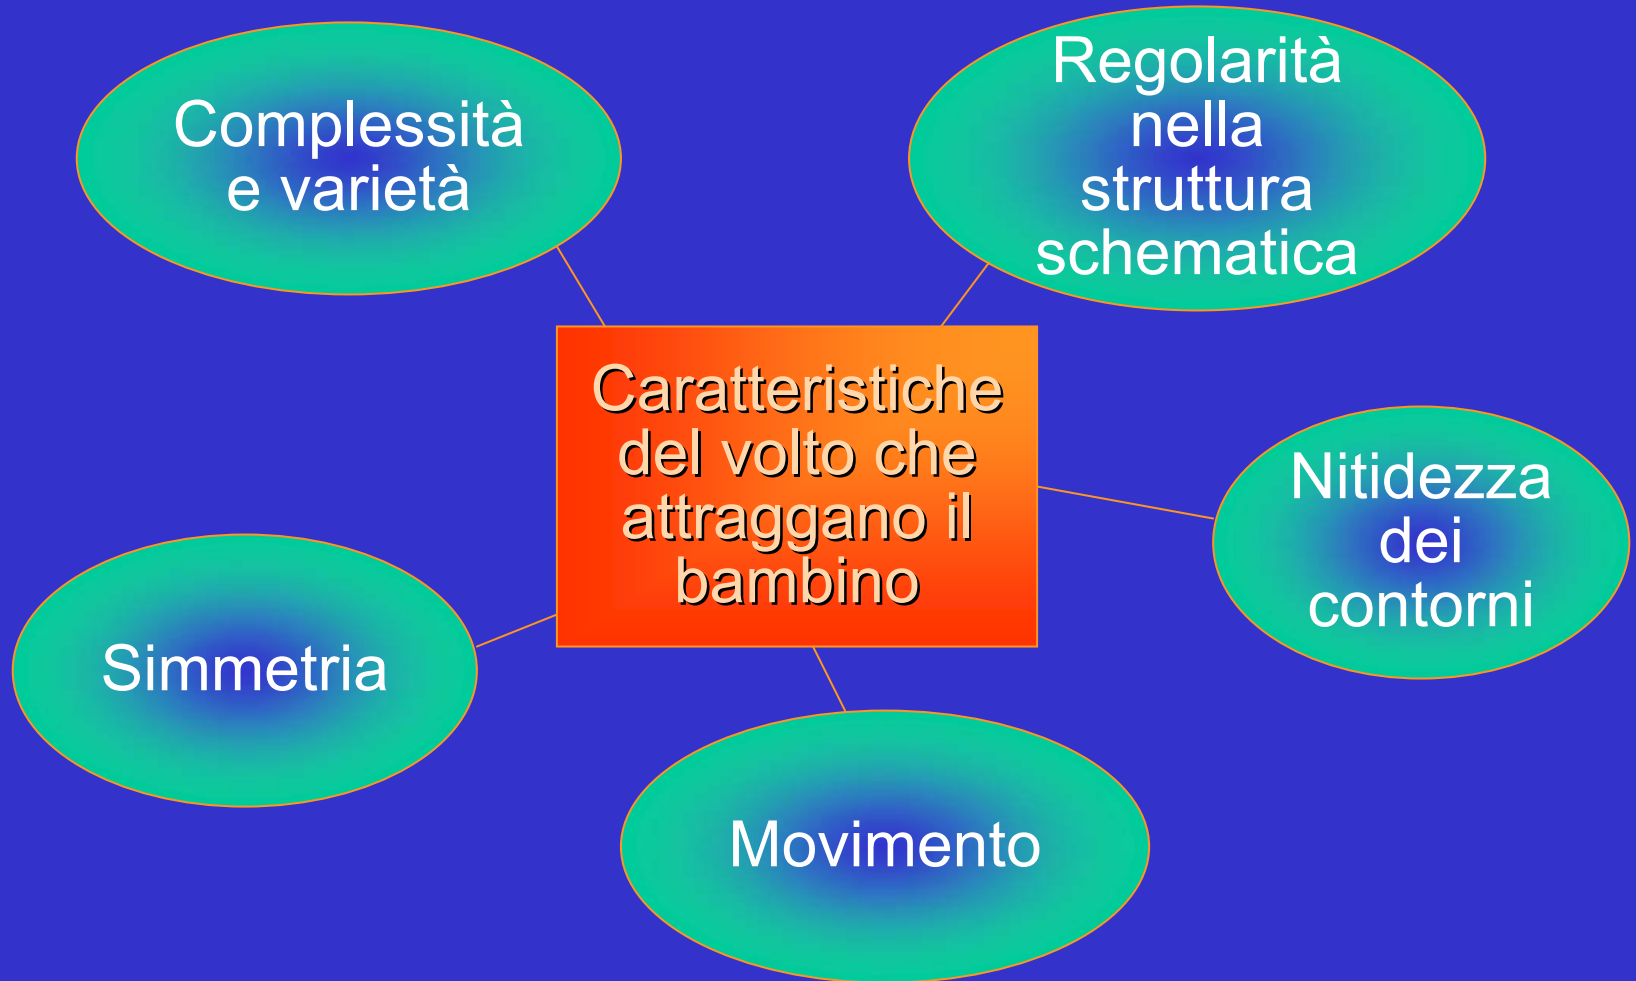 Complessità
e varietà
Regolarità
nella
struttura
schematica
Caratteristiche
del volto che
attraggano il
bambino
Nitidezza
dei
contorni
Simmetria
Movimento